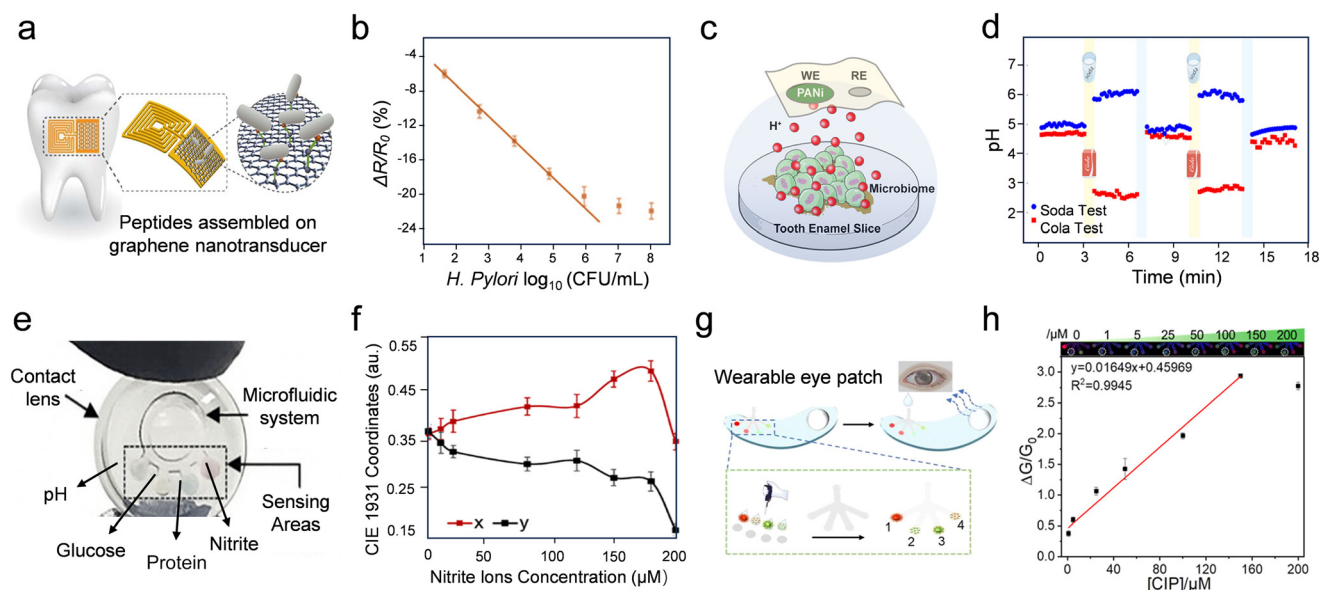 a
Peptides assembled on
graphene nanotransducer
b
ΔR/R0 (%)
-4
-8
-12
-16
-20
-24
1 2 3 4 5 6 7 8
H. Pylori log10 (CFU/mL)
c
WE RE
PANi
H+
Microbiome
Tooth Enamel Slice
d
pH
7
6
5
4
3
2
Soda
Soda
Cola
Cola
Soda Test
Cola Test
0 3 6 9 12 15 18
Time (min)
e
Contact
lens
Microfluidic
system
pH
Sensing
Areas
Glucose
Protein
Nitrite
f
CIE 1931 Coordinates (au.)
0.55
0.45
0.35
0.25
0.15
x y
0 50 100 150 200
Nitrite Ions Concentration (μM)
g
Wearable eye patch
1
2
3
4
h
/μM 0 1 5 25 50 100 150 200
y=0.01649x+0.45969
R2=0.9945
ΔG/G0
3.0
2.5
2.0
1.5
1.0
0.5
0.0
0 40 80 120 160 200
[CIP]/μM